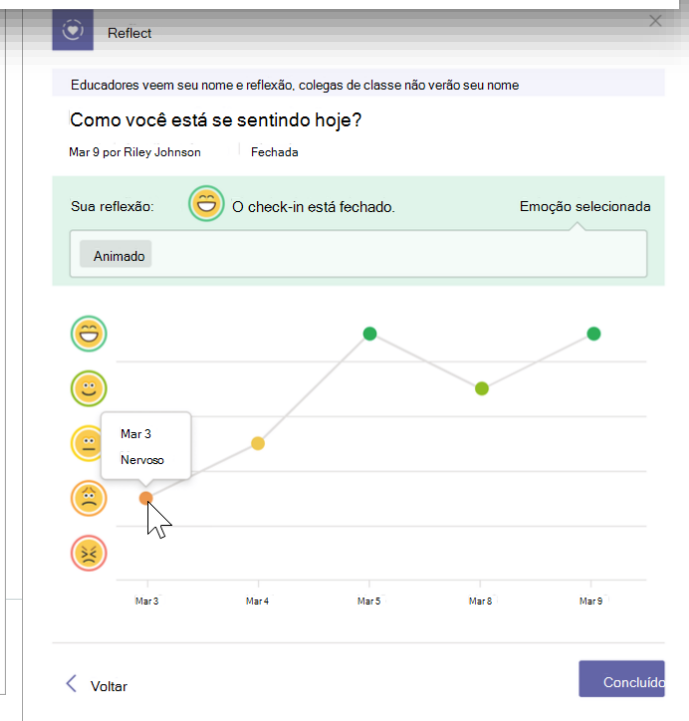 Reflect
Educadores veem seu nome e reflexão, colegas de classe não verão seu nome
Como você está se sentindo hoje?
Mar 9 por Riley Johnson Fechada
Sua reflexão: O check-in está fechado. Emoção selecionada
Animado
Mar 3
Nervoso
Mar 3 Mar 4 Mar 5 Mar 8 Mar 9
Voltar Concluído